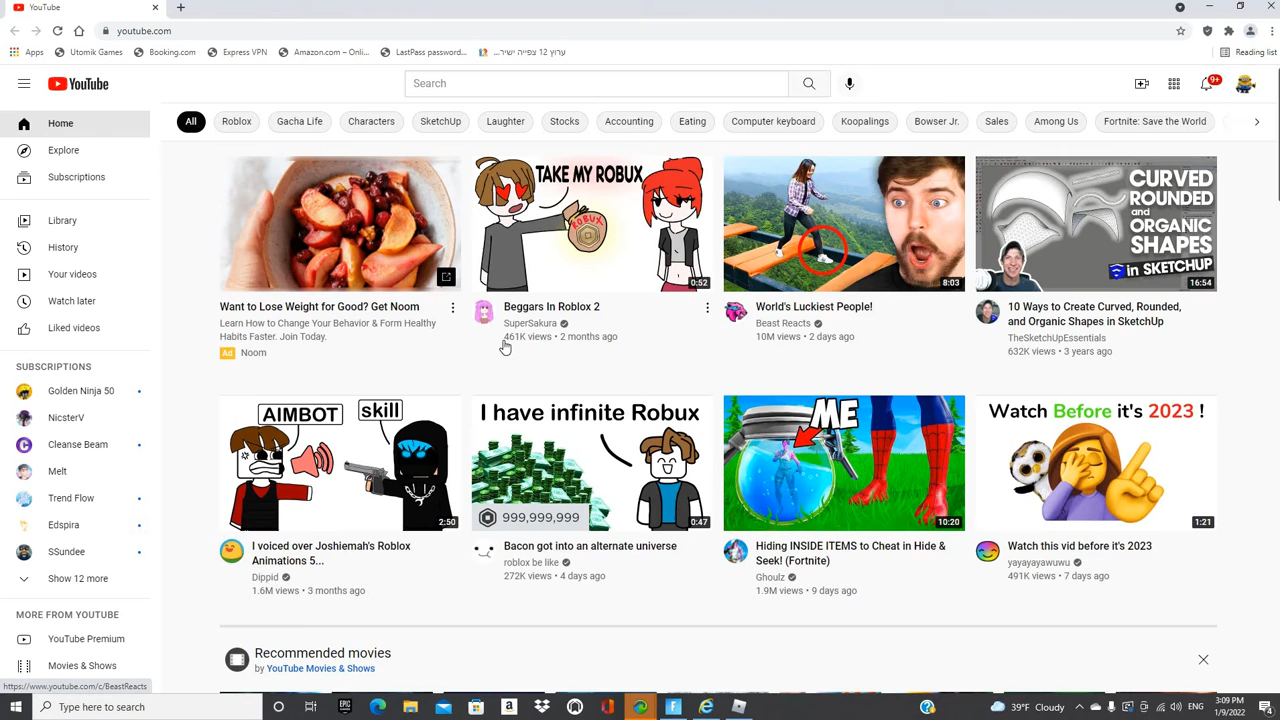 YouTube
youtube.com
Apps
Utomik Games
Booking.com
Express VPN
Amazon.com – Onli...
LastPass password...
ערוץ 12 צפייה ישיר...
Reading list
YouTube
Search
9+
Home
Explore
Subscriptions
Library
History
Your videos
Watch later
Liked videos
SUBSCRIPTIONS
Golden Ninja 50
NicsterV
Cleanse Beam
Melt
Trend Flow
Edspira
SSundee
Show 12 more
MORE FROM YOUTUBE
YouTube Premium
Movies & Shows
https://www.youtube.com/c/BeastReacts
All
Roblox
Gacha Life
Characters
SketchUp
Laughter
Stocks
Accounting
Eating
Computer keyboard
Koopalings
Bowser Jr.
Sales
Among Us
Fortnite: Save the World
Want to Lose Weight for Good? Get Noom
Learn How to Change Your Behavior & Form Healthy
Habits Faster. Join Today.
Ad Noom
TAKE MY ROBUX
ROBUX
0:52
Beggars In Roblox 2
SuperSakura
461K views • 2 months ago
8:03
World's Luckiest People!
Beast Reacts
10M views • 2 days ago
CURVED
ROUNDED
and
ORGANIC
SHAPES
in SKETCHUP
16:54
10 Ways to Create Curved, Rounded,
and Organic Shapes in SketchUp
TheSketchUpEssentials
632K views • 3 years ago
AIMBOT
skill
2:50
I voiced over Joshiemah's Roblox
Animations 5...
Dippid
1.6M views • 3 months ago
I have infinite Robux
999,999,999
0:47
Bacon got into an alternate universe
roblox be like
272K views • 4 days ago
ME
10:20
Hiding INSIDE ITEMS to Cheat in Hide &
Seek! (Fortnite)
Ghoulz
1.9M views • 9 days ago
Watch Before it's 2023 !
1:21
Watch this vid before it's 2023
yayayayawuwu
491K views • 7 days ago
Recommended movies
by YouTube Movies & Shows
Type here to search
39°F Cloudy
ENG
3:09 PM
1/9/2022